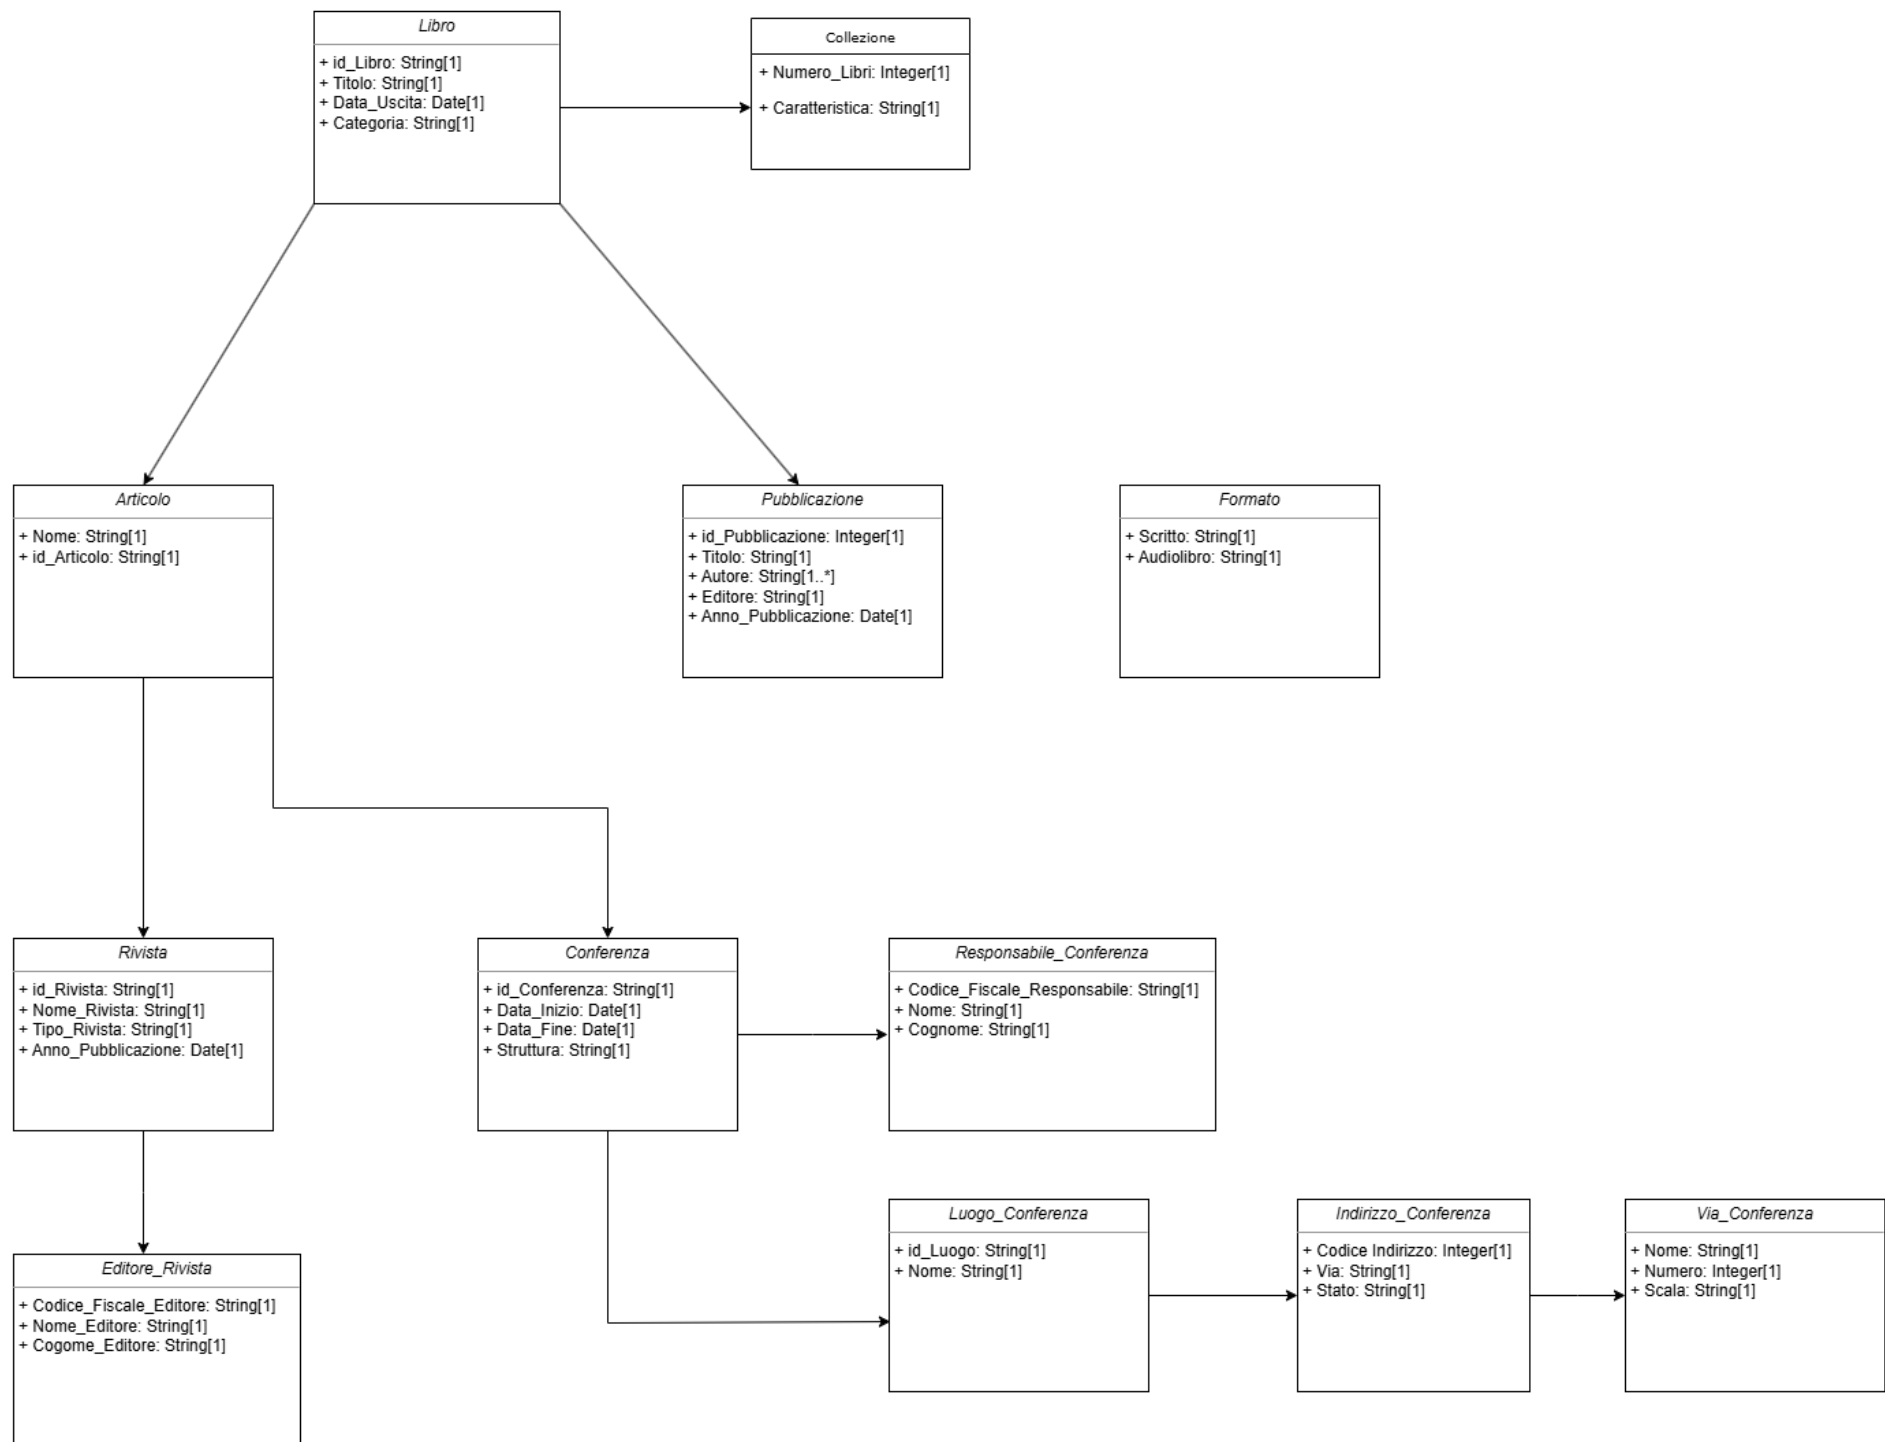 Libro
+ id_Libro: String[1]
+ Titolo: String[1]
+ Data_Uscita: Date[1]
+ Categoria: String[1]
Collezione
+ Numero_Libri: Integer[1]
+ Caratteristica: String[1]
Articolo
+ Nome: String[1]
+ id_Articolo: String[1]
Pubblicazione
+ id_Pubblicazione: Integer[1]
+ Titolo: String[1]
+ Autore: String[1..*]
+ Editore: String[1]
+ Anno_Pubblicazione: Date[1]
Formato
+ Scritto: String[1]
+ Audiolibro: String[1]
Rivista
+ id_Rivista: String[1]
+ Nome_Rivista: String[1]
+ Tipo_Rivista: String[1]
+ Anno_Pubblicazione: Date[1]
Conferenza
+ id_Conferenza: String[1]
+ Data_Inizio: Date[1]
+ Data_Fine: Date[1]
+ Struttura: String[1]
Responsabile_Conferenza
+ Codice_Fiscale_Responsabile: String[1]
+ Nome: String[1]
+ Cognome: String[1]
Editore_Rivista
+ Codice_Fiscale_Editore: String[1]
+ Nome_Editore: String[1]
+ Cogome_Editore: String[1]
Luogo_Conferenza
+ id_Luogo: String[1]
+ Nome: String[1]
Indirizzo_Conferenza
+ Codice Indirizzo: Integer[1]
+ Via: String[1]
+ Stato: String[1]
Via_Conferenza
+ Nome: String[1]
+ Numero: Integer[1]
+ Scala: String[1]